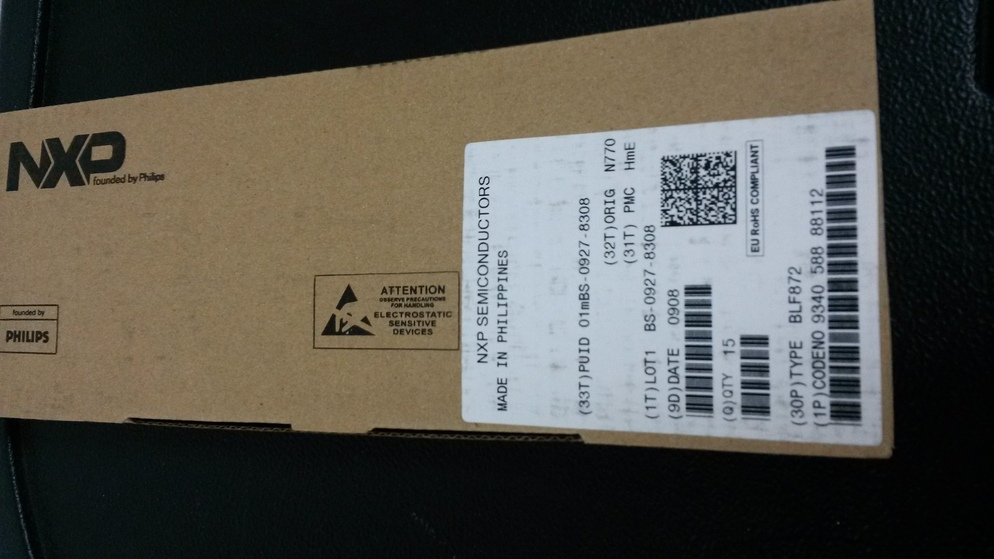 NXP
founded by Philips
founded by
PHILIPS
ATTENTION
OBSERVE PRECAUTIONS
FOR HANDLING
ELECTROSTATIC
SENSITIVE
DEVICES
NXP SEMICONDUCTORS
MADE IN PHILIPPINES
(33T)PUID 01mBS-0927-8308
(32T)ORIG N770
(31T) PMC HmE
(1T)LOT1 BS-0927-8308
(9D)DATE 0908
(Q)QTY 15
EU RoHS COMPLIANT
(30P)TYPE BLF872
(1P)CODENO 9340 588 88112